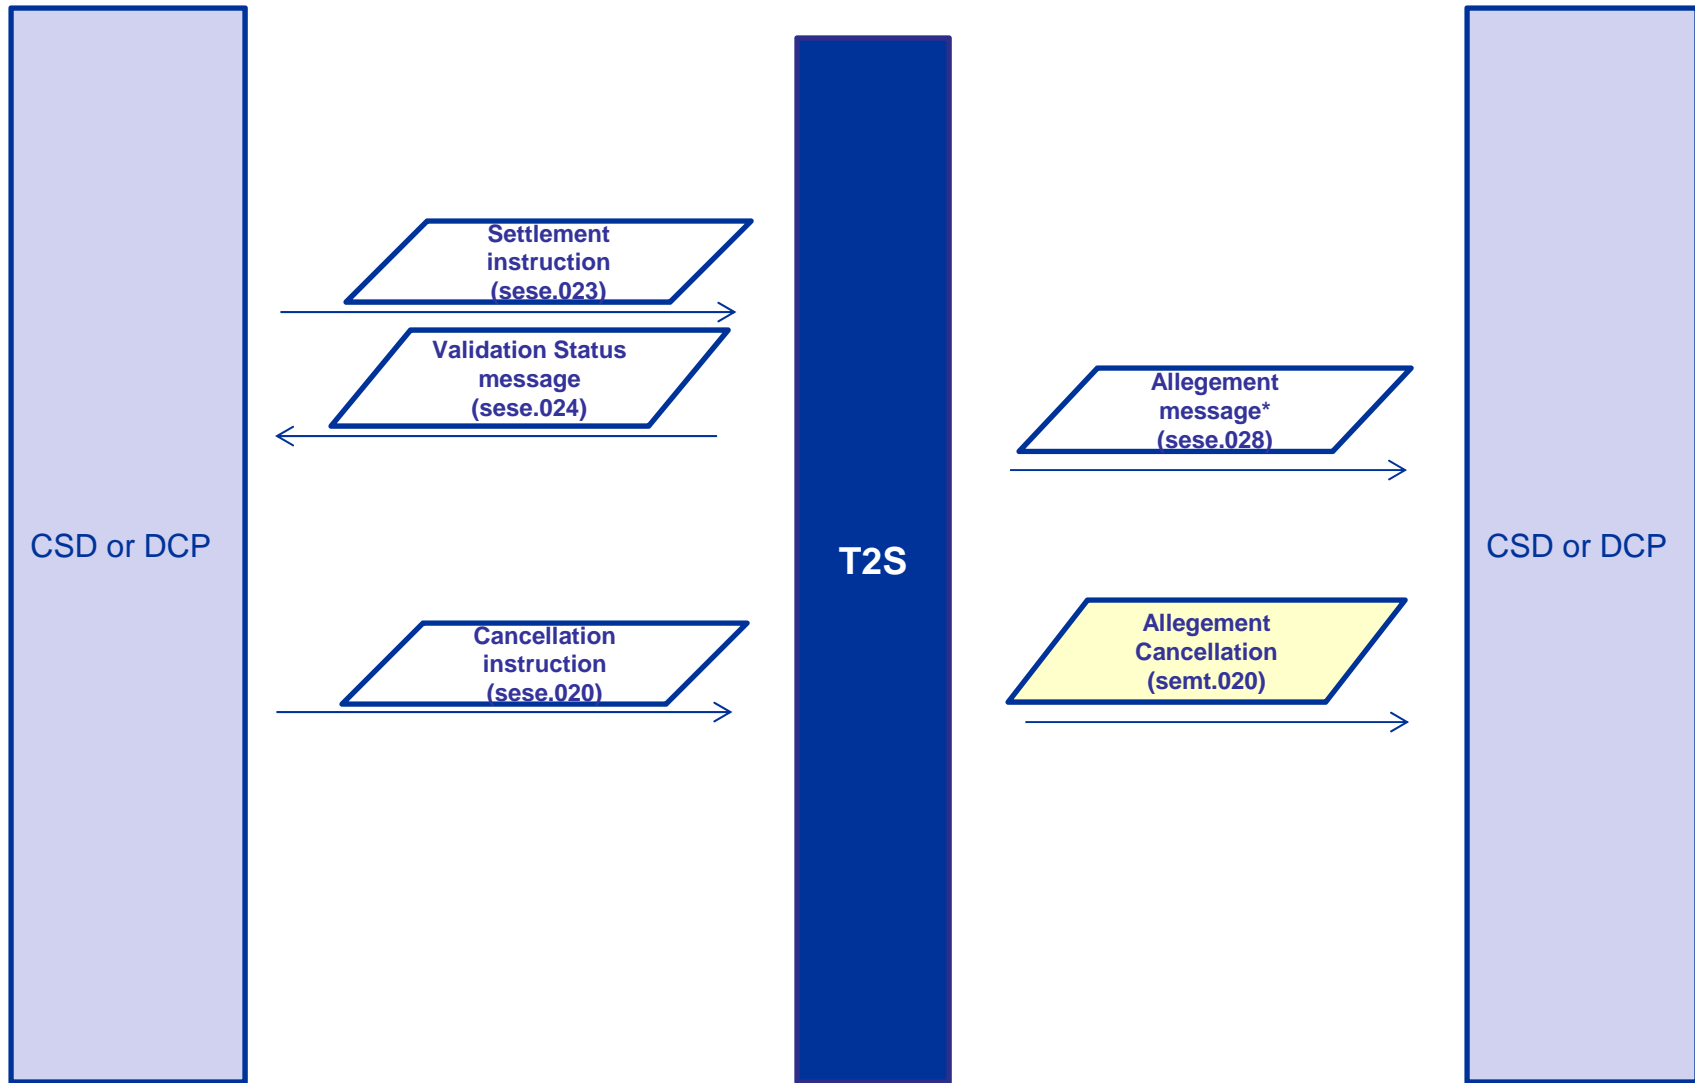 Settlement
instruction
(sese.023)
Validation Status
message
(sese.024)
Allegement
message*
(sese.028)
CSD or DCP
T2S
CSD or DCP
Cancellation
instruction
(sese.020)
Allegement
Cancellation
(semt.020)